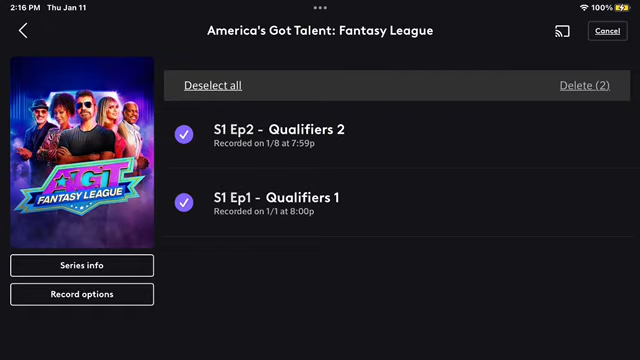 2:16 PM Thu Jan 11
100%
America's Got Talent: Fantasy League
Cancel
Deselect all
Delete (2)
S1 Ep2 - Qualifiers 2
Recorded on 1/8 at 7:59p
S1 Ep1 - Qualifiers 1
Recorded on 1/1 at 8:00p
AGT
FANTASY LEAGUE
Series info
Record options